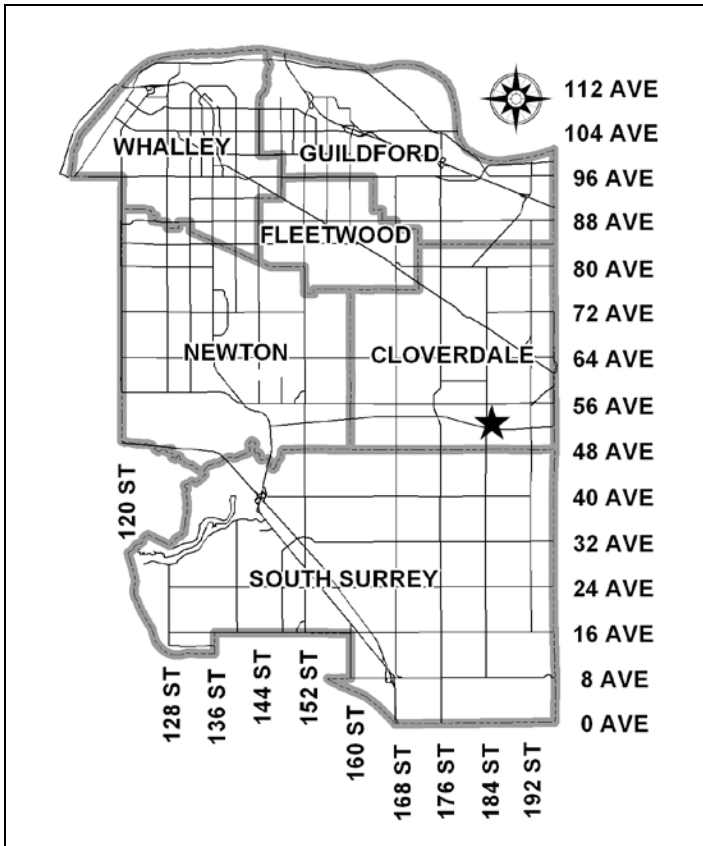 112 AVE
104 AVE
WHALLEY
GUILDFORD
96 AVE
88 AVE
FLEETWOOD
80 AVE
72 AVE
NEWTON
CLOVERDALE
64 AVE
56 AVE
48 AVE
120 ST
40 AVE
32 AVE
SOUTH SURREY
24 AVE
16 AVE
8 AVE
0 AVE
128 ST
136 ST
144 ST
152 ST
160 ST
168 ST
176 ST
184 ST
192 ST